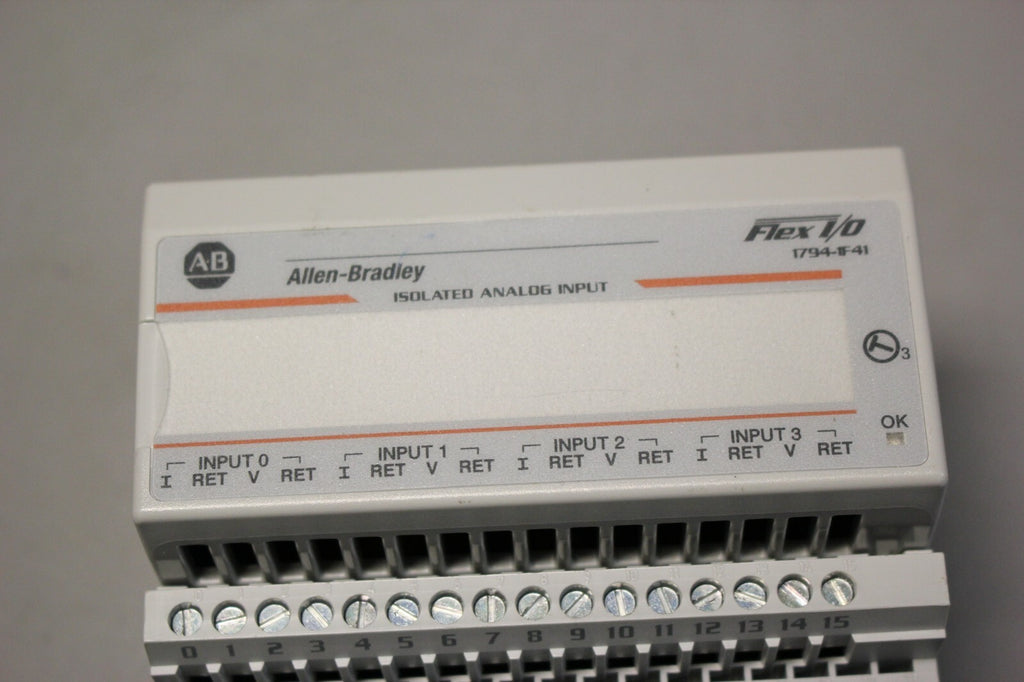 AB
Allen-Bradley
Flex I/O
1794-IF4I
ISOLATED ANALOG INPUT
3
OK
INPUT 0 INPUT 1 INPUT 2 INPUT 3
I RET V RET I RET V RET I RET V RET I RET V RET
0 1 2 3 4 5 6 7 8 9 10 11 12 13 14 15